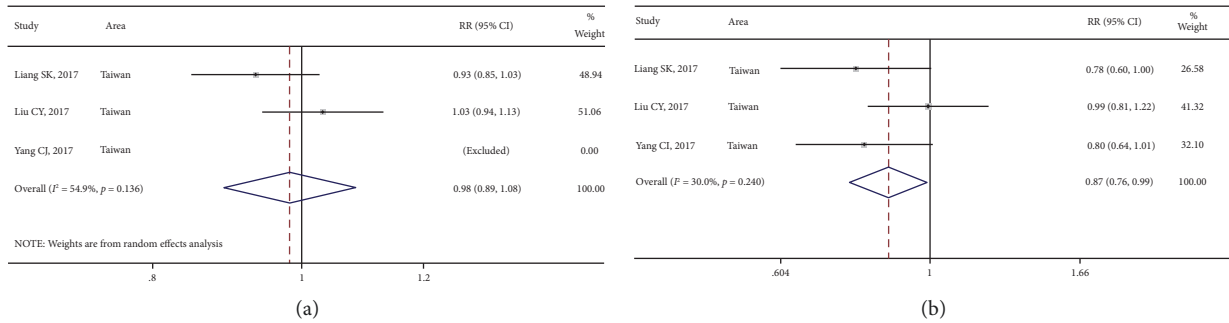 Study Area RR (95% CI) % Weight
Liang SK, 2017 Taiwan 0.93 (0.85, 1.03) 48.94
Liu CY, 2017 Taiwan 1.03 (0.94, 1.13) 51.06
Yang CJ, 2017 Taiwan (Excluded) 0.00
Overall (I² = 54.9%, p = 0.136) 0.98 (0.89, 1.08) 100.00
NOTE: Weights are from random effects analysis
.8 1 1.2
(a)
Study Area RR (95% CI) % Weight
Liang SK, 2017 Taiwan 0.78 (0.60, 1.00) 26.58
Liu CY, 2017 Taiwan 0.99 (0.81, 1.22) 41.32
Yang CI, 2017 Taiwan 0.80 (0.64, 1.01) 32.10
Overall (I² = 30.0%, p = 0.240) 0.87 (0.76, 0.99) 100.00
.604 1 1.66
(b)